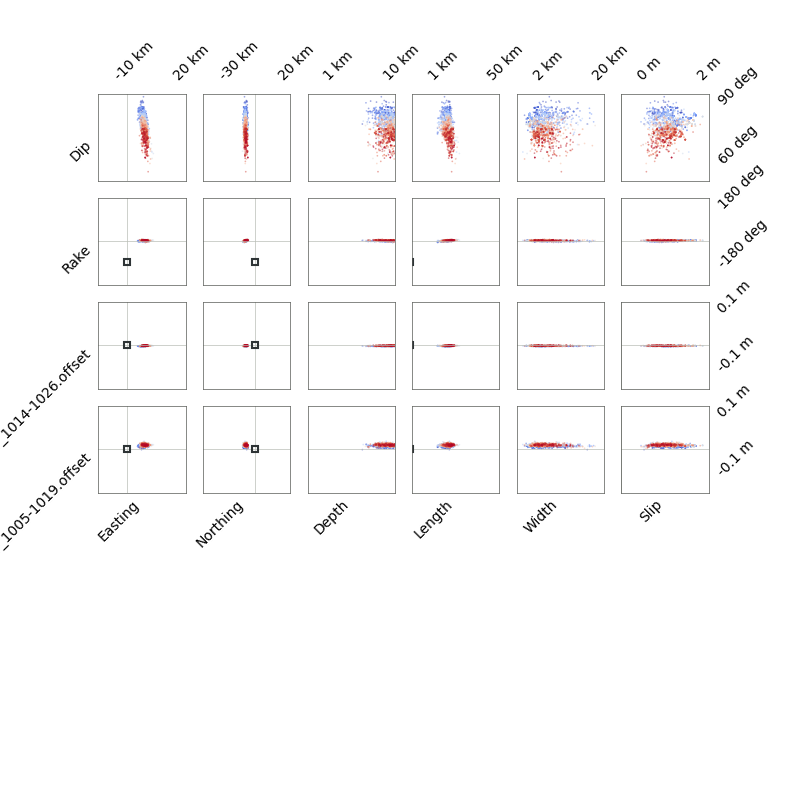 -10 km
20 km
-30 km
20 km
1 km
10 km
1 km
50 km
2 km
20 km
0 m
2 m
90 deg
Dip
60 deg
180 deg
Rake
-180 deg
0.1 m
_1014-1026.offset
-0.1 m
0.1 m
_1005-1019.offset
-0.1 m
Easting
Northing
Depth
Length
Width
Slip